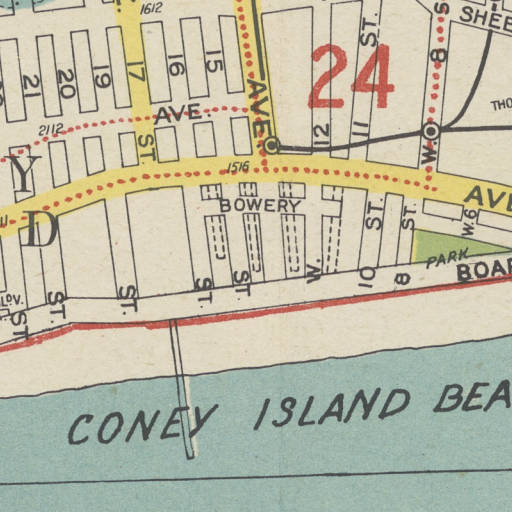 1612
ST.
8
SHEE
21
20
19
17
16
15
AVE.
24
12
11
THO
2112
AVE.
ST.
W.
Y
1516
D
BOWERY
AVE
ST.
ST.
W.6
PARK
BOAR
W.
10
8
ST.
ST.
ST.
ST.
ST
CONEY ISLAND BEA